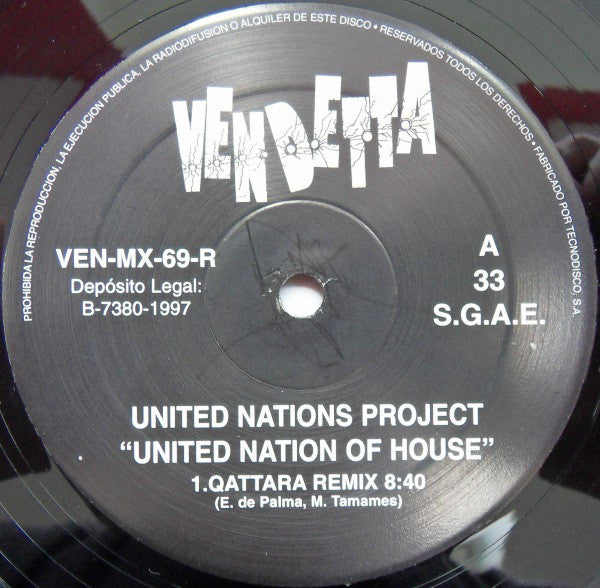 PROHIBIDA LA REPRODUCCION, LA EJECUCION PUBLICA, LA RADIODIFUSION O ALQUILER DE ESTE DISCO • RESERVADOS TODOS LOS DERECHOS • FABRICADO POR TECNODISCO, S.A
VENDETTA
VEN-MX-69-R
Depósito Legal:
B-7380-1997
A
33
S.G.A.E.
UNITED NATIONS PROJECT
“UNITED NATION OF HOUSE”
1.QATTARA REMIX 8:40
(E. de Palma, M. Tamames)